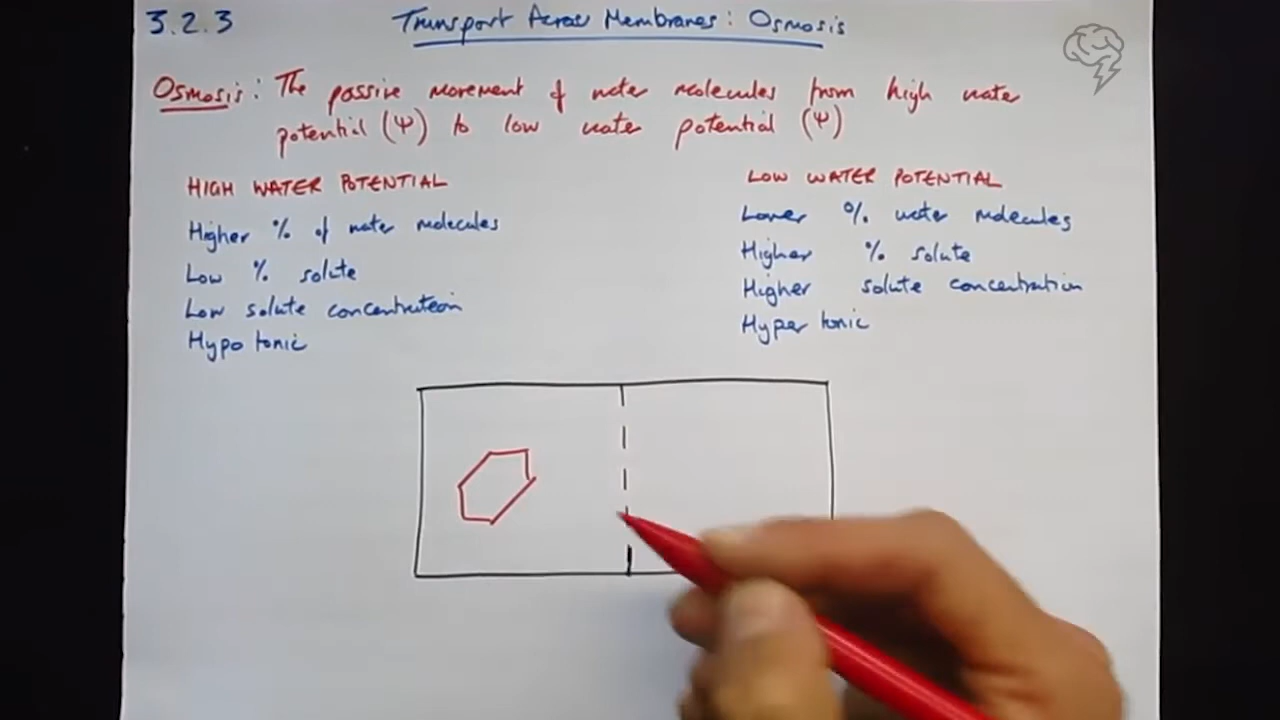 3.2.3
Transport Across Membranes: Osmosis
Osmosis: The passive movement of water molecules from high water
potential (Ψ) to low water potential (Ψ)
HIGH WATER POTENTIAL
Higher % of water molecules
Low % solute
Low solute concentration
Hypotonic
LOW WATER POTENTIAL
Lower % water molecules
Higher % solute
Higher solute concentration
Hyper tonic